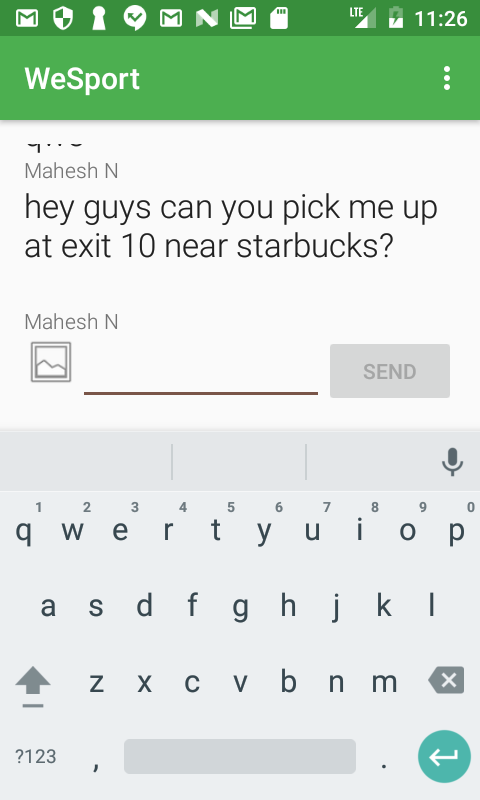 LTE 11:26
WeSport
Mahesh N
hey guys can you pick me up
at exit 10 near starbucks?
Mahesh N
SEND
1 2 3 4 5 6 7 8 9 0
q w e r t y u i o p
a s d f g h j k l
z x c v b n m
?123 , .